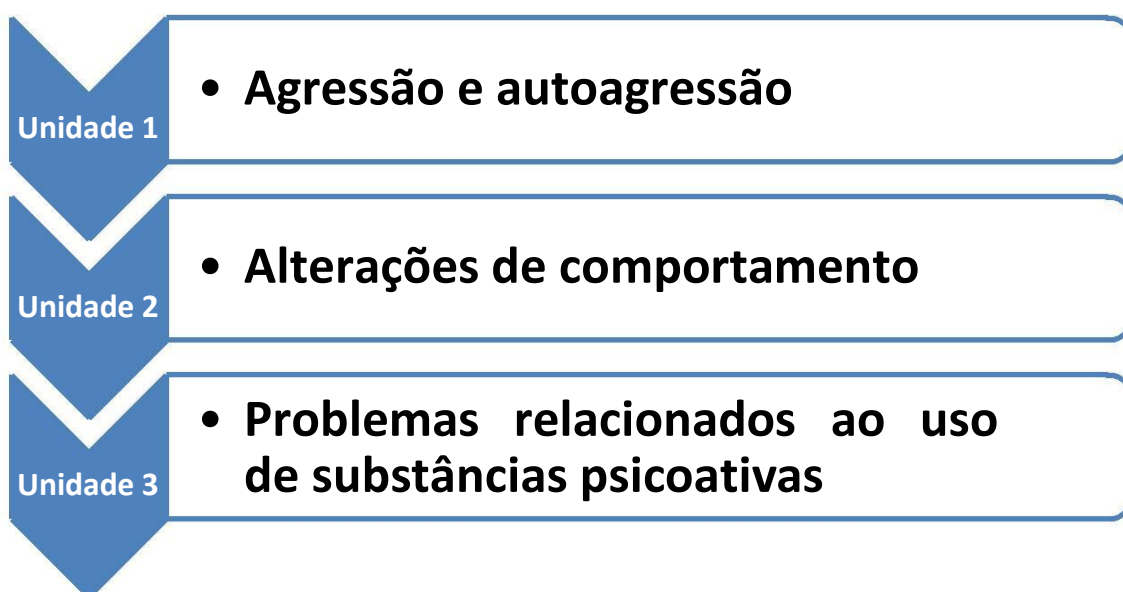 Unidade 1
• Agressão e autoagressão
Unidade 2
• Alterações de comportamento
Unidade 3
• Problemas relacionados ao uso
de substâncias psicoativas